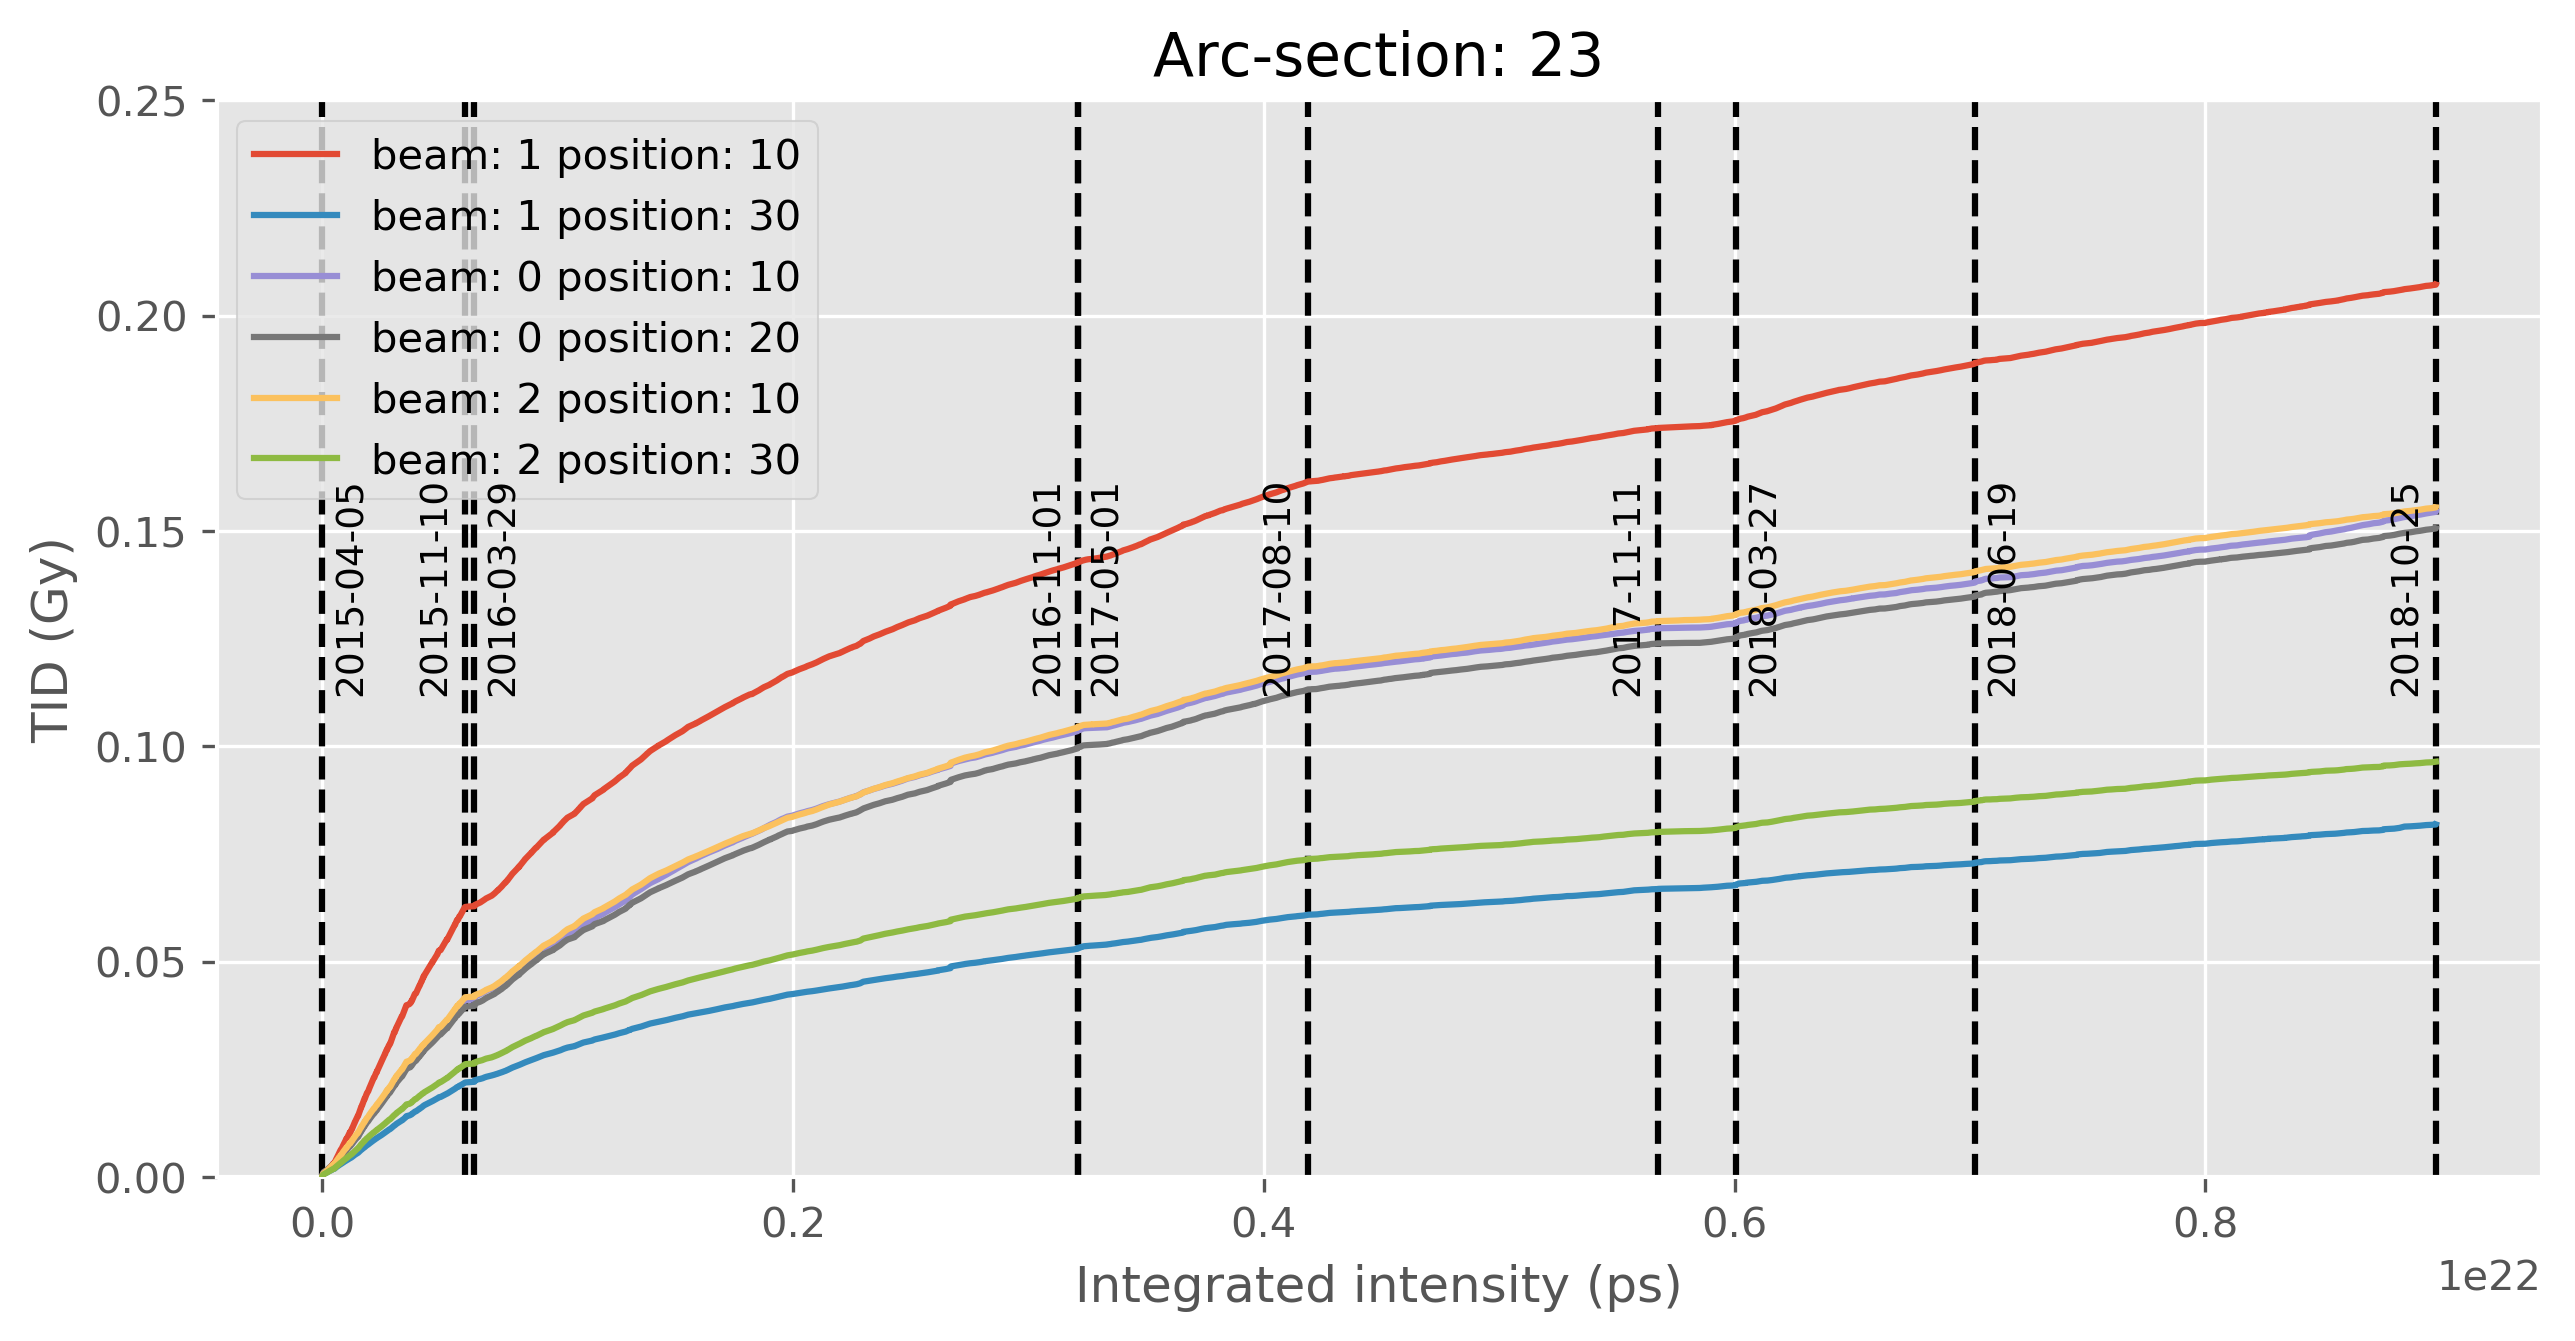 Arc-section: 23
0.25
0.20
0.15
0.10
0.05
0.00
TID (Gy)
beam: 1 position: 10
beam: 1 position: 30
beam: 0 position: 10
beam: 0 position: 20
beam: 2 position: 10
beam: 2 position: 30
2015-04-05
2015-11-10
2016-03-29
2016-11-01
2017-05-01
2017-08-10
2017-11-11
2018-03-27
2018-06-19
2018-10-25
0.0
0.2
0.4
0.6
0.8
1e22
Integrated intensity (ps)